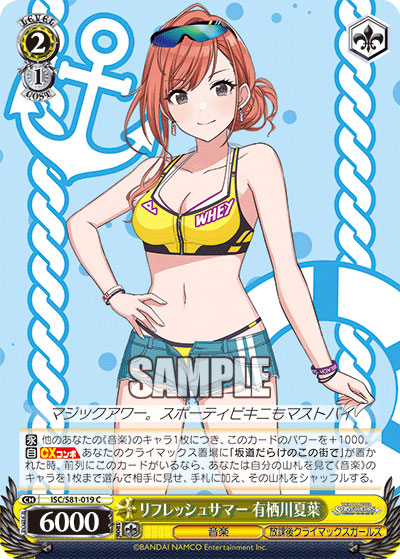 LEVEL
2
1
COST
WHEY
SAMPLE
マジックアワー。スポーティビキニもマストバイ
永 他のあなたの《音楽》のキャラ1枚につき、このカードのパワーを+1000。
自 CXコンボ あなたのクライマックス置場に「坂道だらけのこの街で」が置か
れた時、前列にこのカードがいるなら、あなたは自分の山札を見て《音楽》の
キャラを1枚まで選んで相手に見せ、手札に加え、その山札をシャッフルする。
CH ISC/S81-019 C
POWER
6000
リフレッシュサマー 有栖川夏葉
音楽
放課後クライマックスガールズ
©BANDAI NAMCO Entertainment Inc.